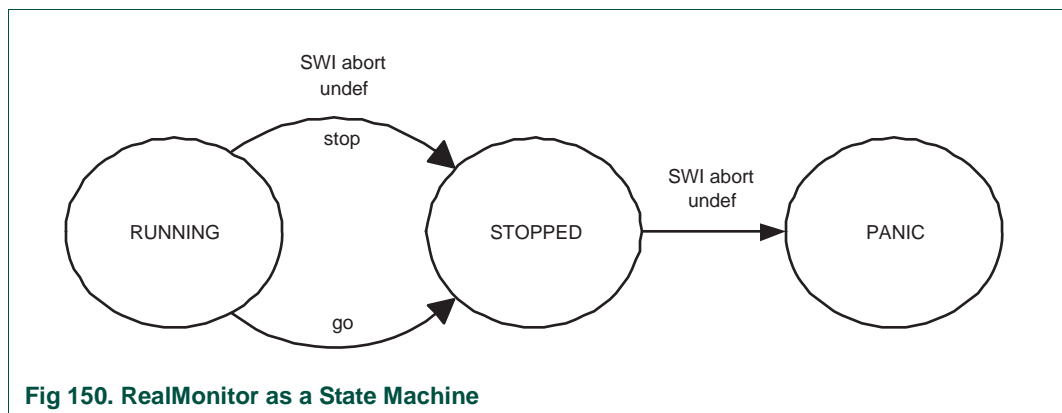 SWI abort
undef
stop
SWI abort
undef
RUNNING
STOPPED
PANIC
go
Fig 150. RealMonitor as a State Machine